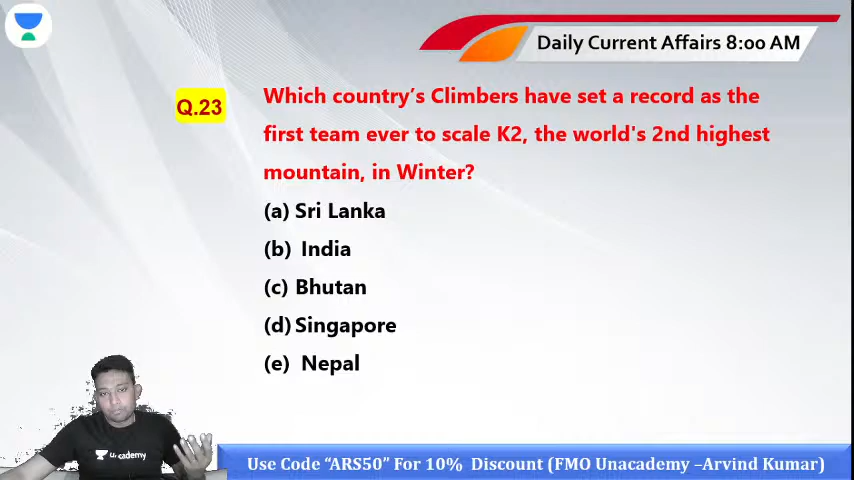 Daily Current Affairs 8:00 AM
Q.23
Which country's Climbers have set a record as the
first team ever to scale K2, the world's 2nd highest
mountain, in Winter?
(a) Sri Lanka
(b) India
(c) Bhutan
(d) Singapore
(e) Nepal
unacademy
Use Code “ARS50” For 10% Discount (FMO Unacademy –Arvind Kumar)